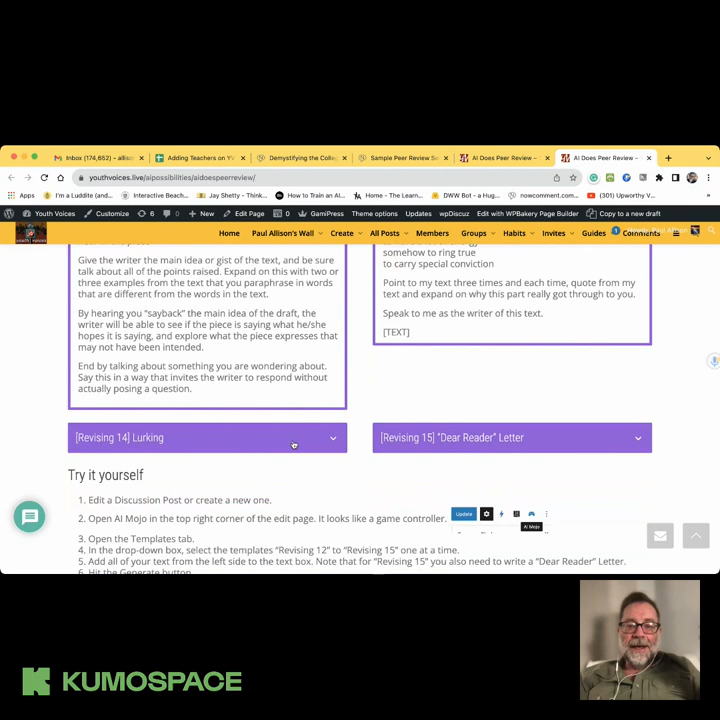 Inbox (174,652) - allison
Adding Teachers on YV
Demystifying the Colleg
Sample Peer Review Se
AI Does Peer Review –
AI Does Peer Review –
youthvoices.live/aipossibilities/aidoespeerreview/
Apps
I'm a Luddite (and...
Interactive Beach...
Jay Shetty - Think...
How to Train an AI...
Home - The Learn...
DWW Bot - a Hug...
nowcomment.com...
(301) Upworthy V...
Youth Voices
Customize
6
0
New
Edit Page
0
GamiPress
Theme options
Updates
wpDiscuz
Edit with WPBakery Page Builder
Copy to a new draft
Home
Paul Allison's Wall
Create
All Posts
Members
Groups
Habits
Invites
Guides
Comments
Give the writer the main idea or gist of the text, and be sure
talk about all of the points raised. Expand on this with two or
three examples from the text that you paraphrase in words
that are different from the words in the text.
By hearing you "sayback" the main idea of the draft, the
writer will be able to see if the piece is saying what he/she
hopes it is saying, and explore what the piece expresses that
may not have been intended.
End by talking about something you are wondering about.
Say this in a way that invites the writer to respond without
actually posing a question.
somehow to ring true
to carry special conviction
Point to my text three times and each time, quote from my
text and expand on why this part really got through to you.
Speak to me as the writer of this text.
[TEXT]
[Revising 14] Lurking
[Revising 15] "Dear Reader" Letter
Try it yourself
1. Edit a Discussion Post or create a new one.
2. Open AI Mojo in the top right corner of the edit page. It looks like a game controller.
Update
AI Mojo
3. Open the Templates tab.
4. In the drop-down box, select the templates "Revising 12" to "Revising 15" one at a time.
5. Add all of your text from the left side to the text box. Note that for "Revising 15" you also need to write a "Dear Reader" Letter.
6. Hit the Generate button.
KUMOSPACE